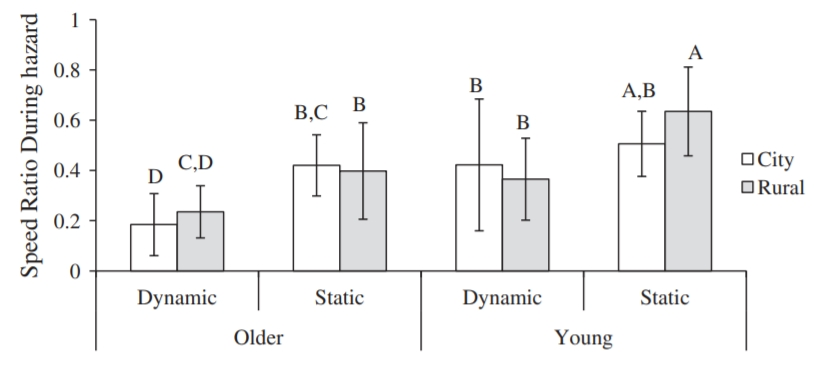 Speed Ratio During hazard
1
0.8
0.6
0.4
0.2
0
D
C,D
B,C
B
B
B
A,B
A
City
Rural
Dynamic
Static
Dynamic
Static
Older
Young